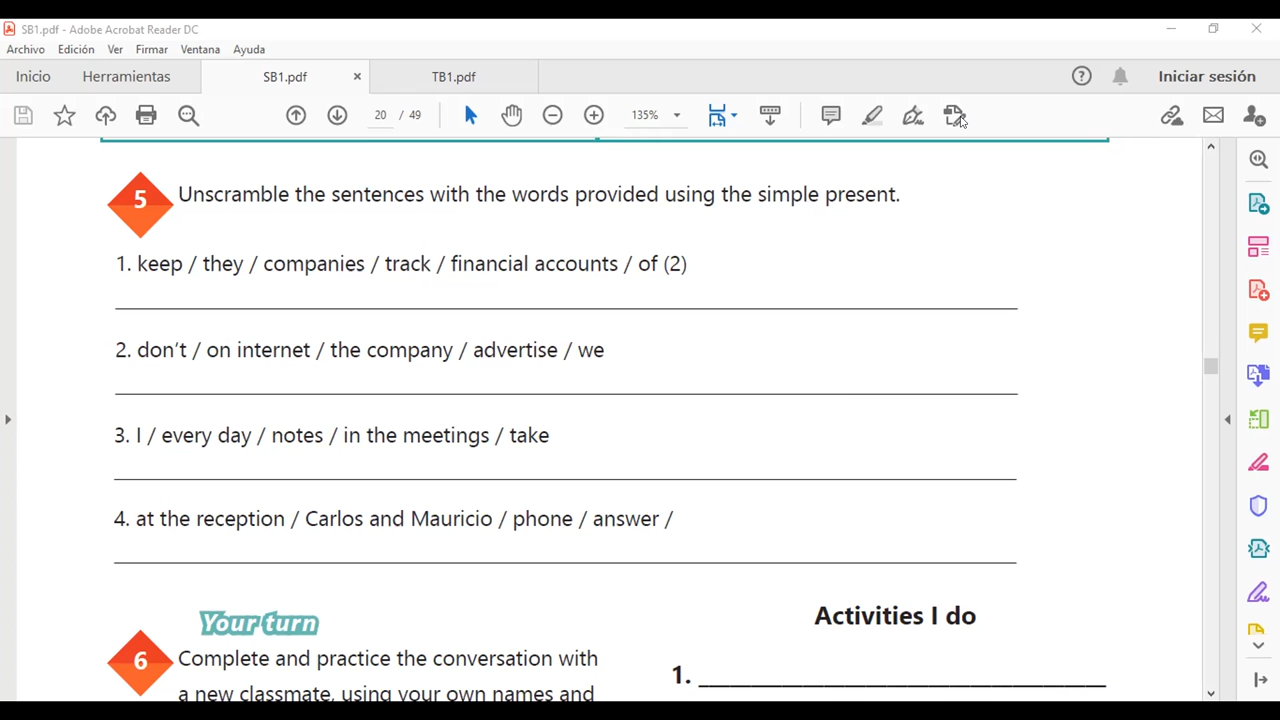 SB1.pdf - Adobe Acrobat Reader DC
Archivo Edición Ver Firmar Ventana Ayuda
Inicio Herramientas SB1.pdf × TB1.pdf Iniciar sesión
20 / 49 135%
5 Unscramble the sentences with the words provided using the simple present.
1. keep / they / companies / track / financial accounts / of (2)
2. don't / on internet / the company / advertise / we
3. I / every day / notes / in the meetings / take
4. at the reception / Carlos and Mauricio / phone / answer /
Your turn
Activities I do
6 Complete and practice the conversation with
1.
a new classmate, using your own names and